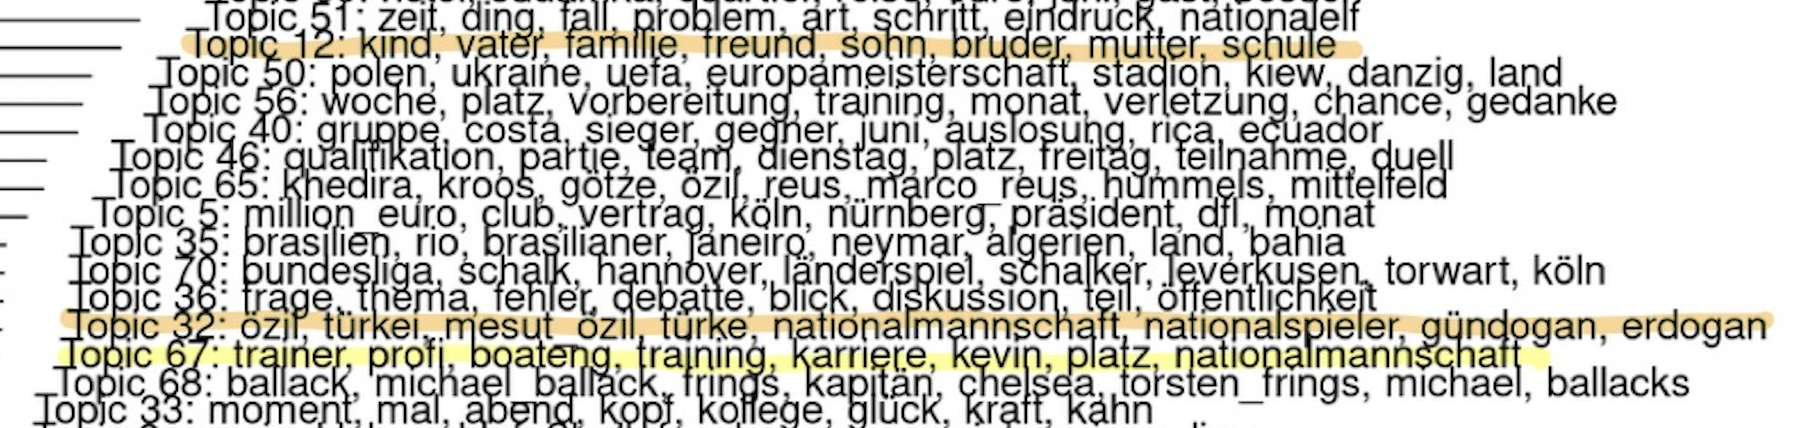 Topic 51: zeit, ding, fall, problem, art, schritt, eindruck, nationalelf
Topic 12: kind, vater, familie, freund, sohn, bruder, mutter, schule
Topic 50: polen, ukraine, uefa, europameisterschaft, stadion, kiew, danzig, land
Topic 56: woche, platz, vorbereitung, training, monat, verletzung, chance, gedanke
Topic 40: gruppe, costa, sieger, gegner, juni, auslosung, rica, ecuador
Topic 46: qualifikation, partie, team, dienstag, platz, freitag, teilnahme, duell
Topic 65: khedira, kroos, götze, özil, reus, marco_reus, hummels, mittelfeld
Topic 5: million_euro, club, vertrag, köln, nürnberg, präsident, dfl, monat
Topic 35: brasilien, rio, brasilianer, janeiro, neymar, algerien, land, bahia
Topic 70: bundesliga, schalk, hannover, länderspiel, schalker, leverkusen, torwart, köln
Topic 36: frage, thema, fehler, debatte, blick, diskussion, teil, öffentlichkeit
Topic 32: özil, türkei, mesut_özil, türke, nationalmannschaft, nationalspieler, gündogan, erdogan
Topic 67: trainer, profi, boateng, training, karriere, kevin, platz, nationalmannschaft
Topic 68: ballack, michael_ballack, frings, kapitän, chelsea, torsten_frings, michael, ballacks
Topic 33: moment, mal, abend, kopf, kollege, glück, kraft, kahn